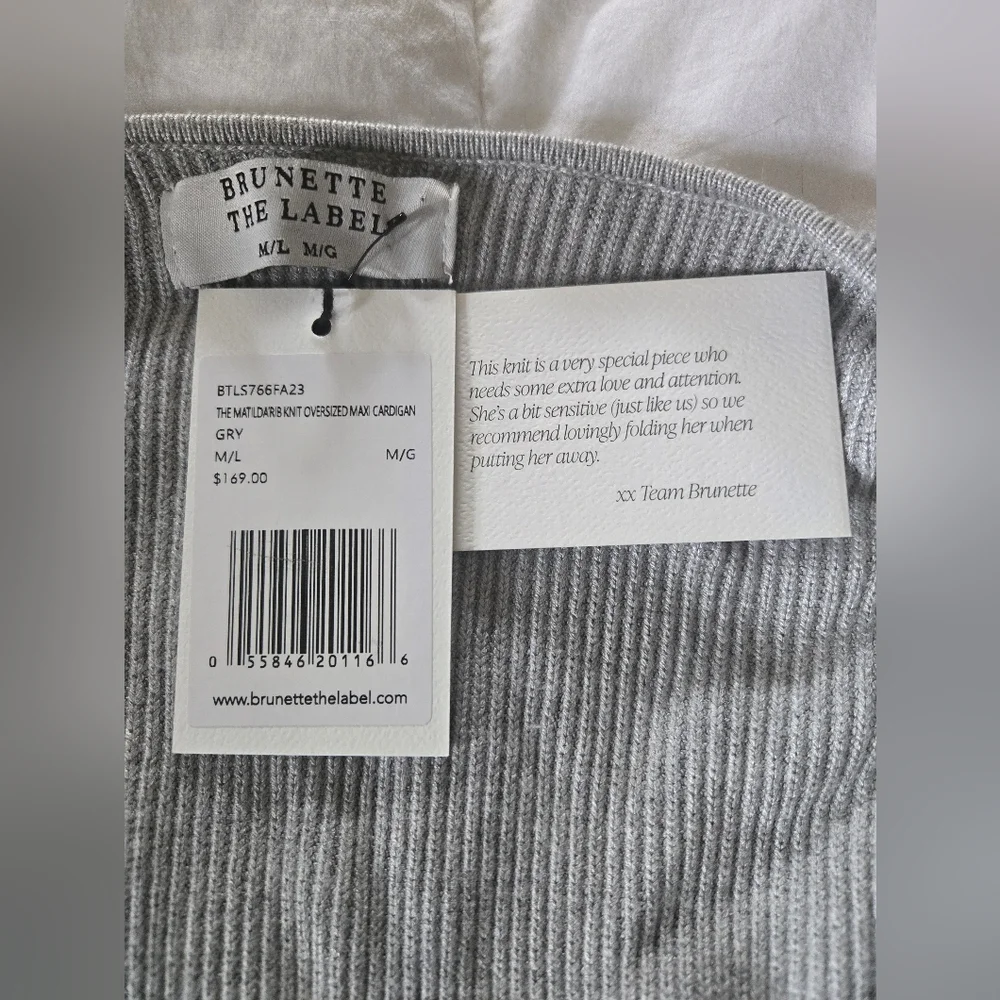 BRUNETTE
THE LABEL
M/L M/G
BTLS766FA23
THE MATILDA RIB KNIT OVERSIZED MAXI CARDIGAN
GRY
M/L M/G
$169.00
0 55846 20116 6
www.brunettethelabel.com
This knit is a very special piece who
needs some extra love and attention.
She's a bit sensitive (just like us) so we
recommend lovingly folding her when
putting her away.
xx Team Brunette